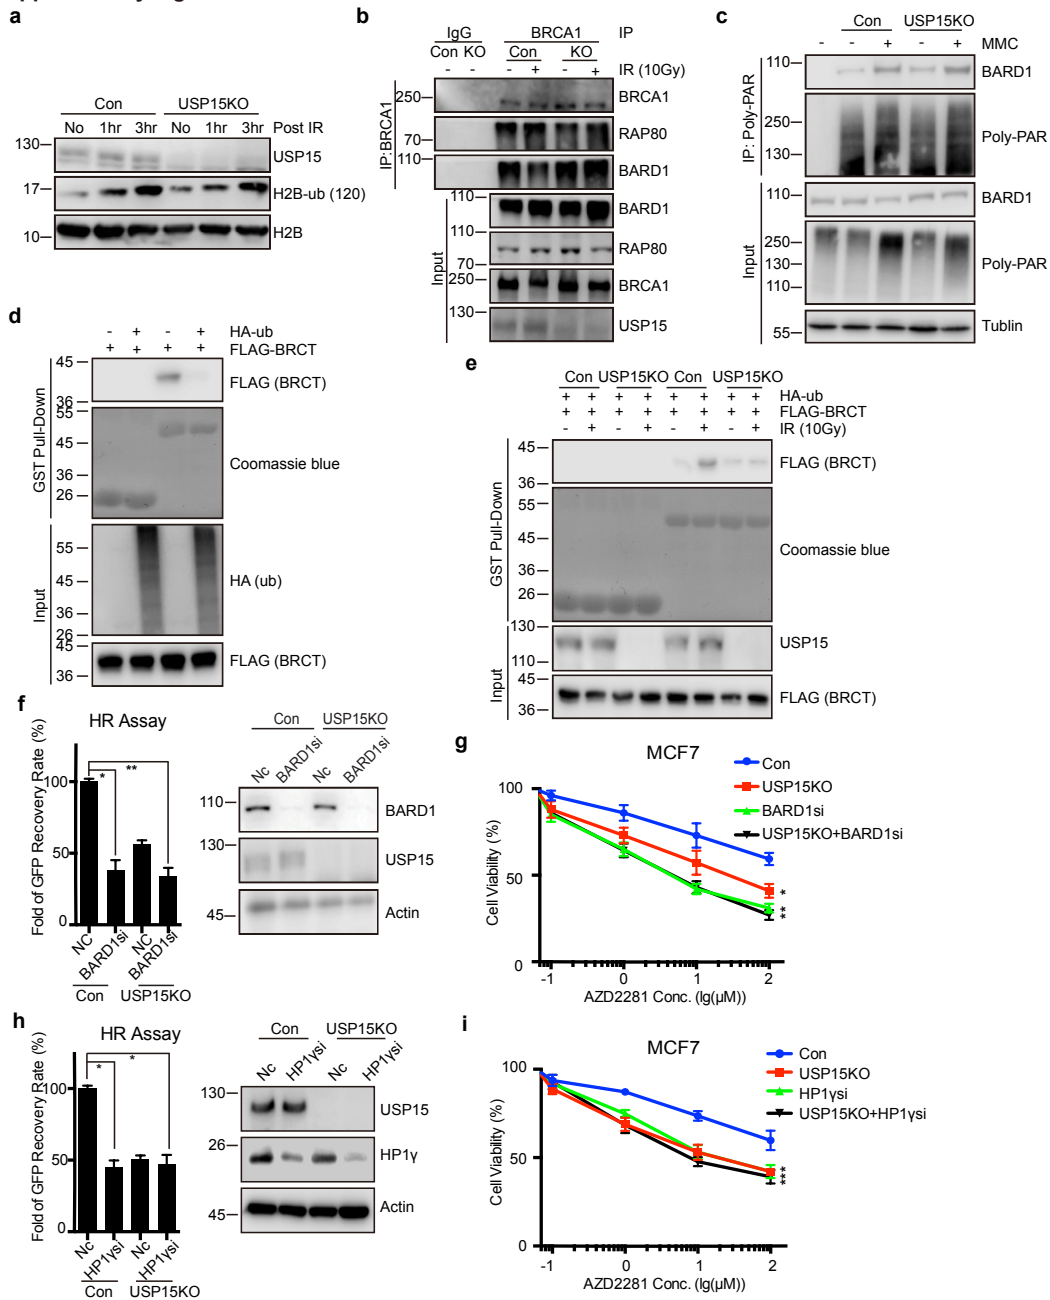 a
Con USP15KO
No 1hr 3hr No 1hr 3hr Post IR
130
USP15
17
H2B-ub (120)
10
H2B
b
IgG BRCA1 IP
Con KO Con KO
- - - + - + IR (10Gy)
IP:BRCA1
250 BRCA1
70 RAP80
110 BARD1
Input
110 BARD1
110 RAP80
70
250 BRCA1
130 USP15
c
Con USP15KO
- - + - + MMC
IP: Poly-PAR
110 BARD1
250 Poly-PAR
130
Input
BARD1
250 Poly-PAR
130
110
55 Tublin
d
- + - + HA-ub
+ + + + FLAG-BRCT
GST Pull-Down
45
FLAG (BRCT)
36
55
45 Coomassie blue
36
26
Input
55
45 HA (ub)
36
26
45
FLAG (BRCT)
36
e
Con USP15KO Con USP15KO
+ + + + + + + + HA-ub
+ + + + + + + + FLAG-BRCT
- + - + - + - + IR (10Gy)
GST Pull-Down
45
FLAG (BRCT)
36
55
45
Coomassie blue
36
26
Input
130
USP15
110
45
FLAG (BRCT)
36
f
HR Assay
Fold of GFP Recovery Rate (%)
100
50
0
* **
NC BARD1si NC BARD1si
Con USP15KO
Con USP15KO
Nc BARD1si Nc BARD1si
110 BARD1
130 USP15
45 Actin
g
MCF7
Con
USP15KO
BARD1si
USP15KO+BARD1si
Cell Viability (%)
100
50
0
*
**
-1 0 1 2
AZD2281 Conc. (lg(μM))
h
HR Assay
Fold of GFP Recovery Rate (%)
100
50
0
* *
Nc HP1γsi Nc HP1γsi
Con USP15KO
Con USP15KO
Nc HP1γsi Nc HP1γsi
130 USP15
26 HP1γ
45 Actin
i
MCF7
Con
USP15KO
HP1γsi
USP15KO+HP1γsi
Cell Viability (%)
100
50
0
***
-1 0 1 2
AZD2281 Conc. (lg(μM))